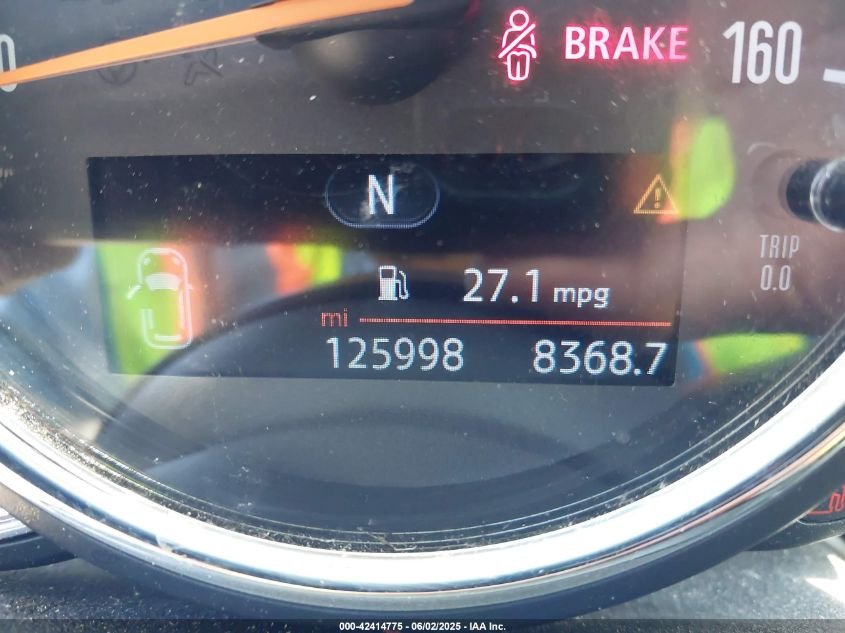 BRAKE
160
N
TRIP
0.0
27.1 mpg
mi
125998 8368.7
000-42414775 - 06/02/2025 - IAA Inc.